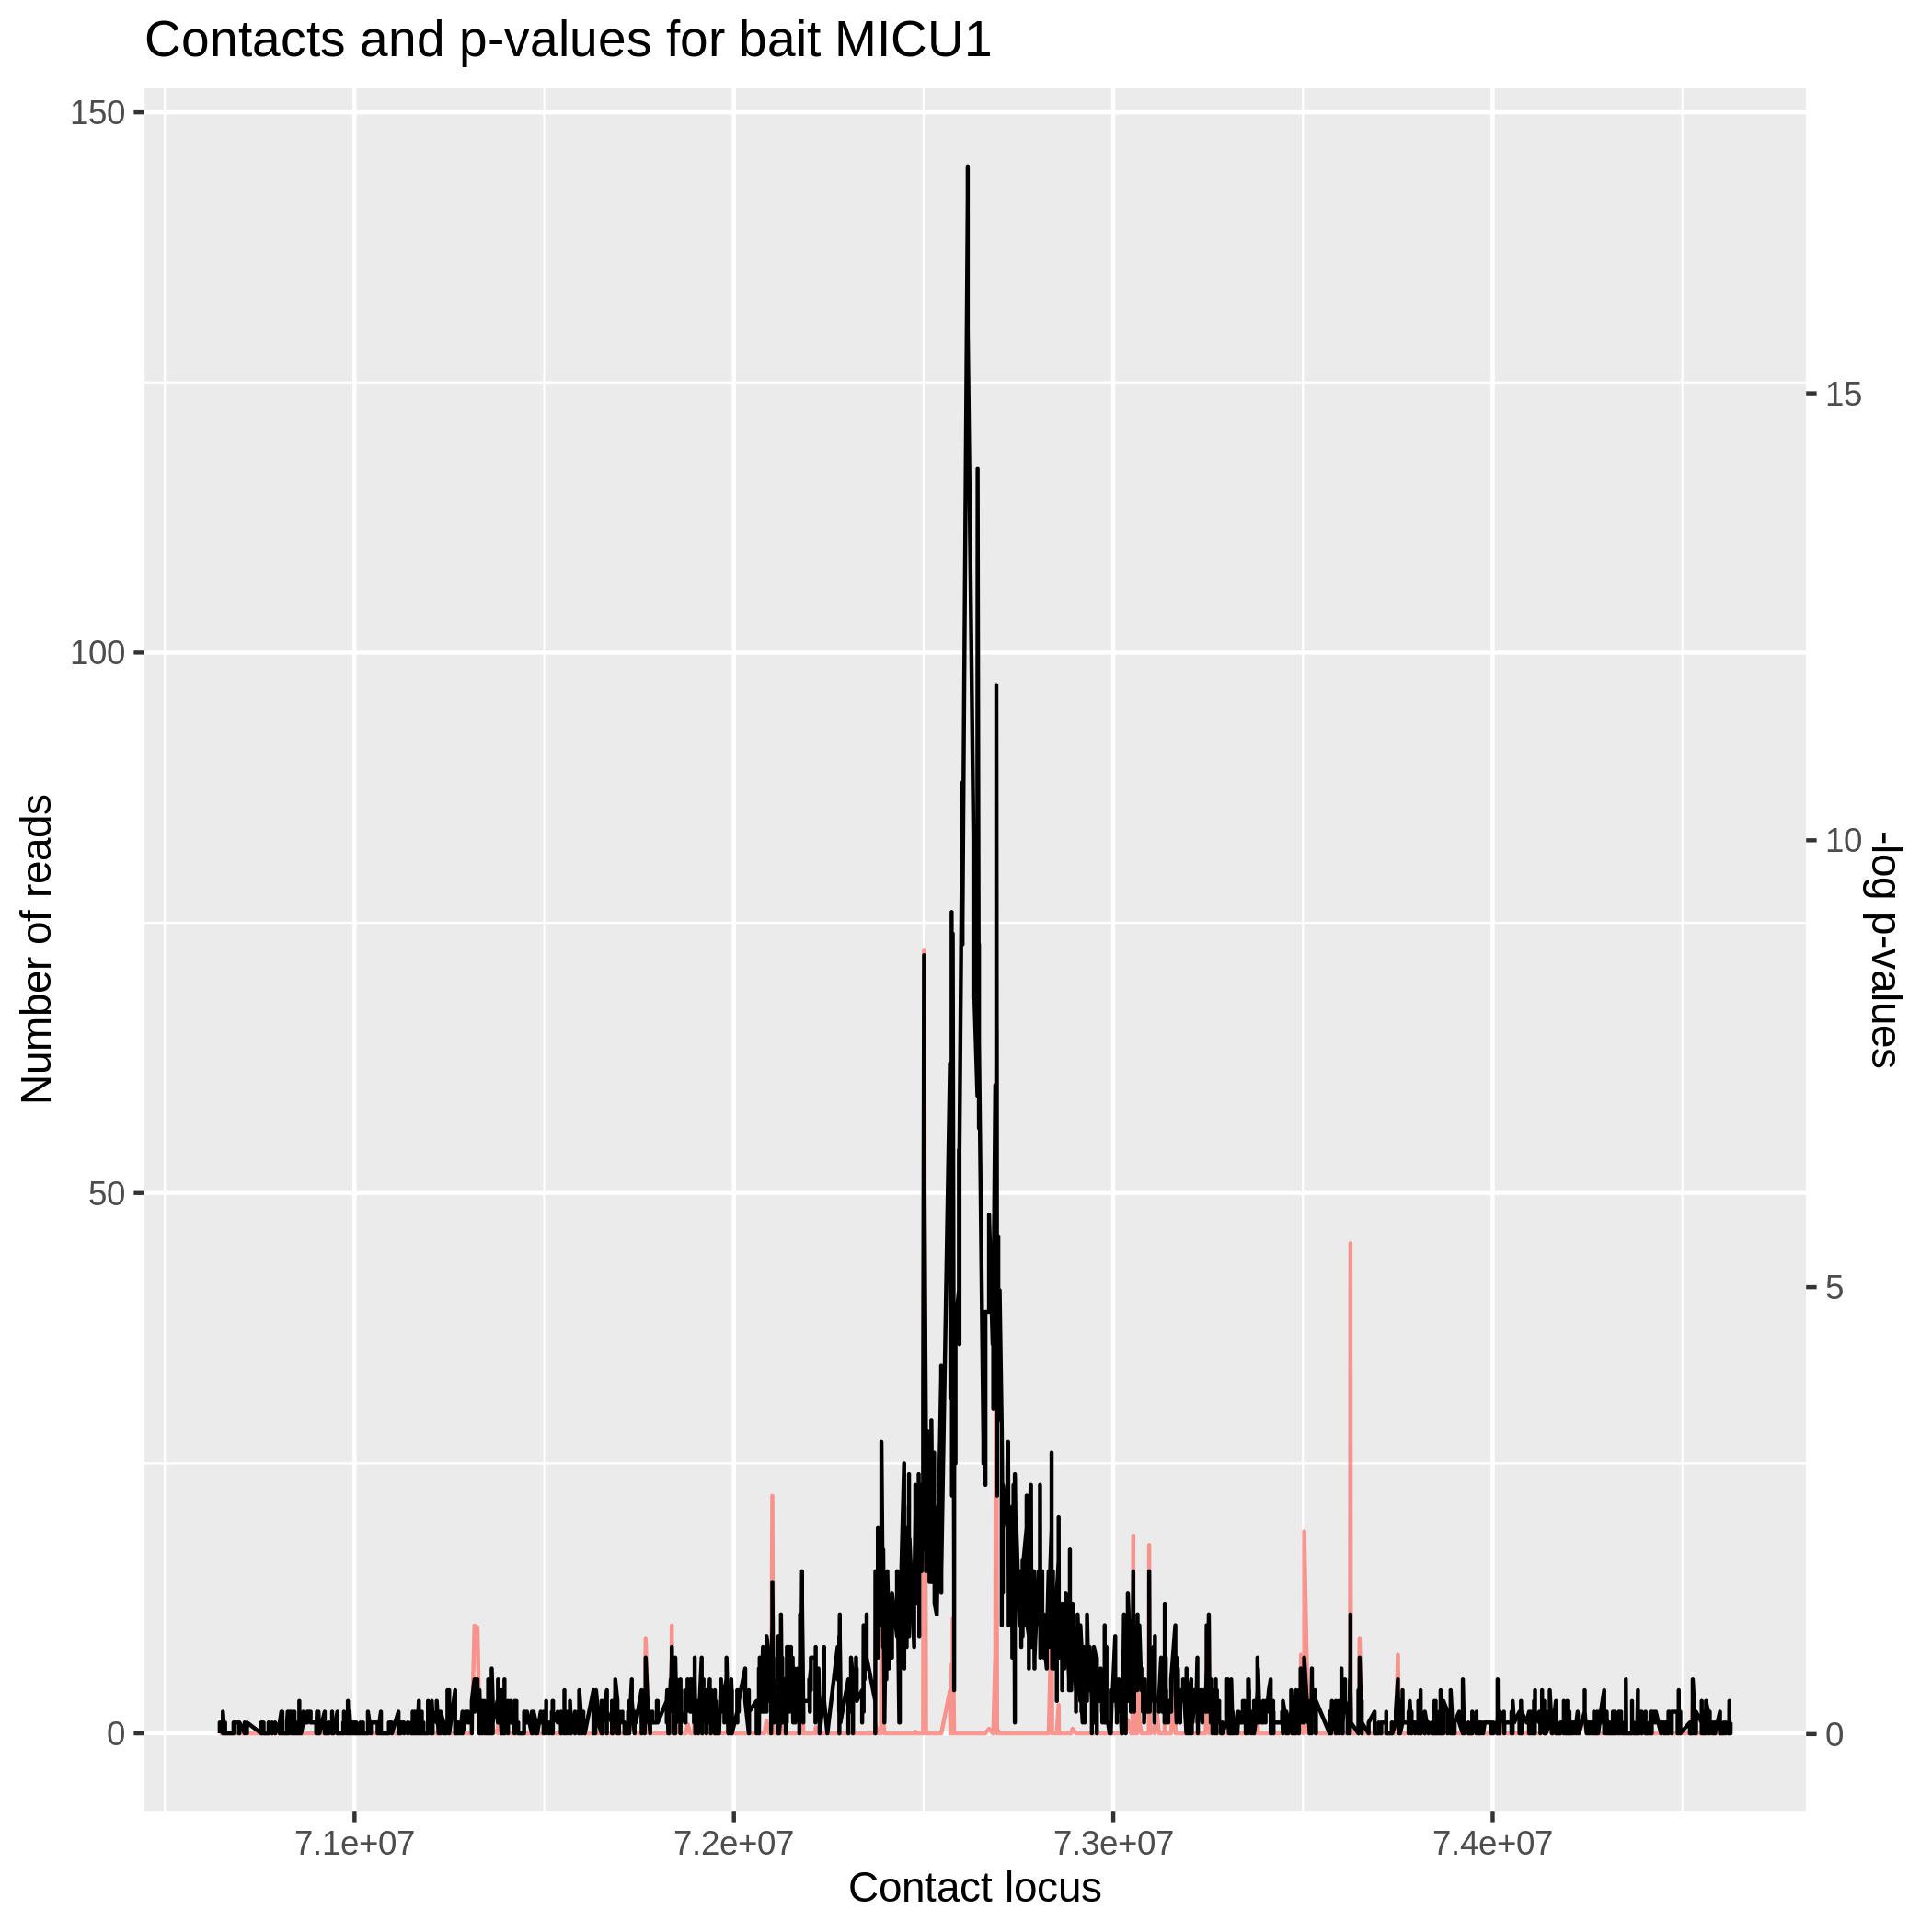 Contacts and p-values for bait MICU1
150
100
50
0
Number of reads
15
10
5
0
-log p-values
7.1e+07
7.2e+07
7.3e+07
7.4e+07
Contact locus